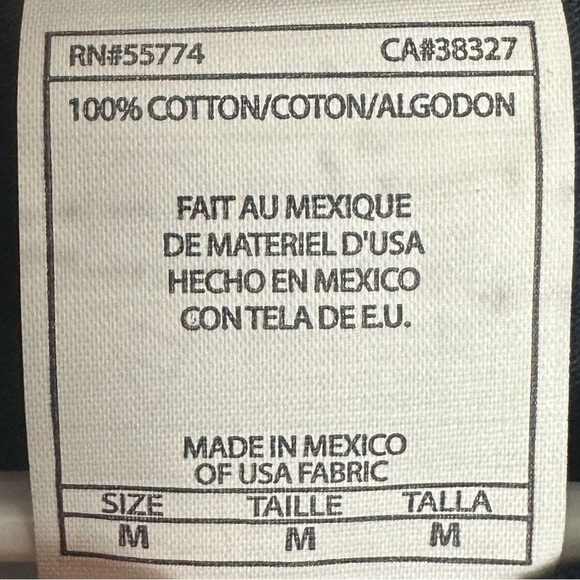 RN#55774 CA#38327
100% COTTON/COTON/ALGODON
FAIT AU MEXIQUE
DE MATERIEL D'USA
HECHO EN MEXICO
CON TELA DE E.U.
MADE IN MEXICO
OF USA FABRIC
SIZE TAILLE TALLA
M M M